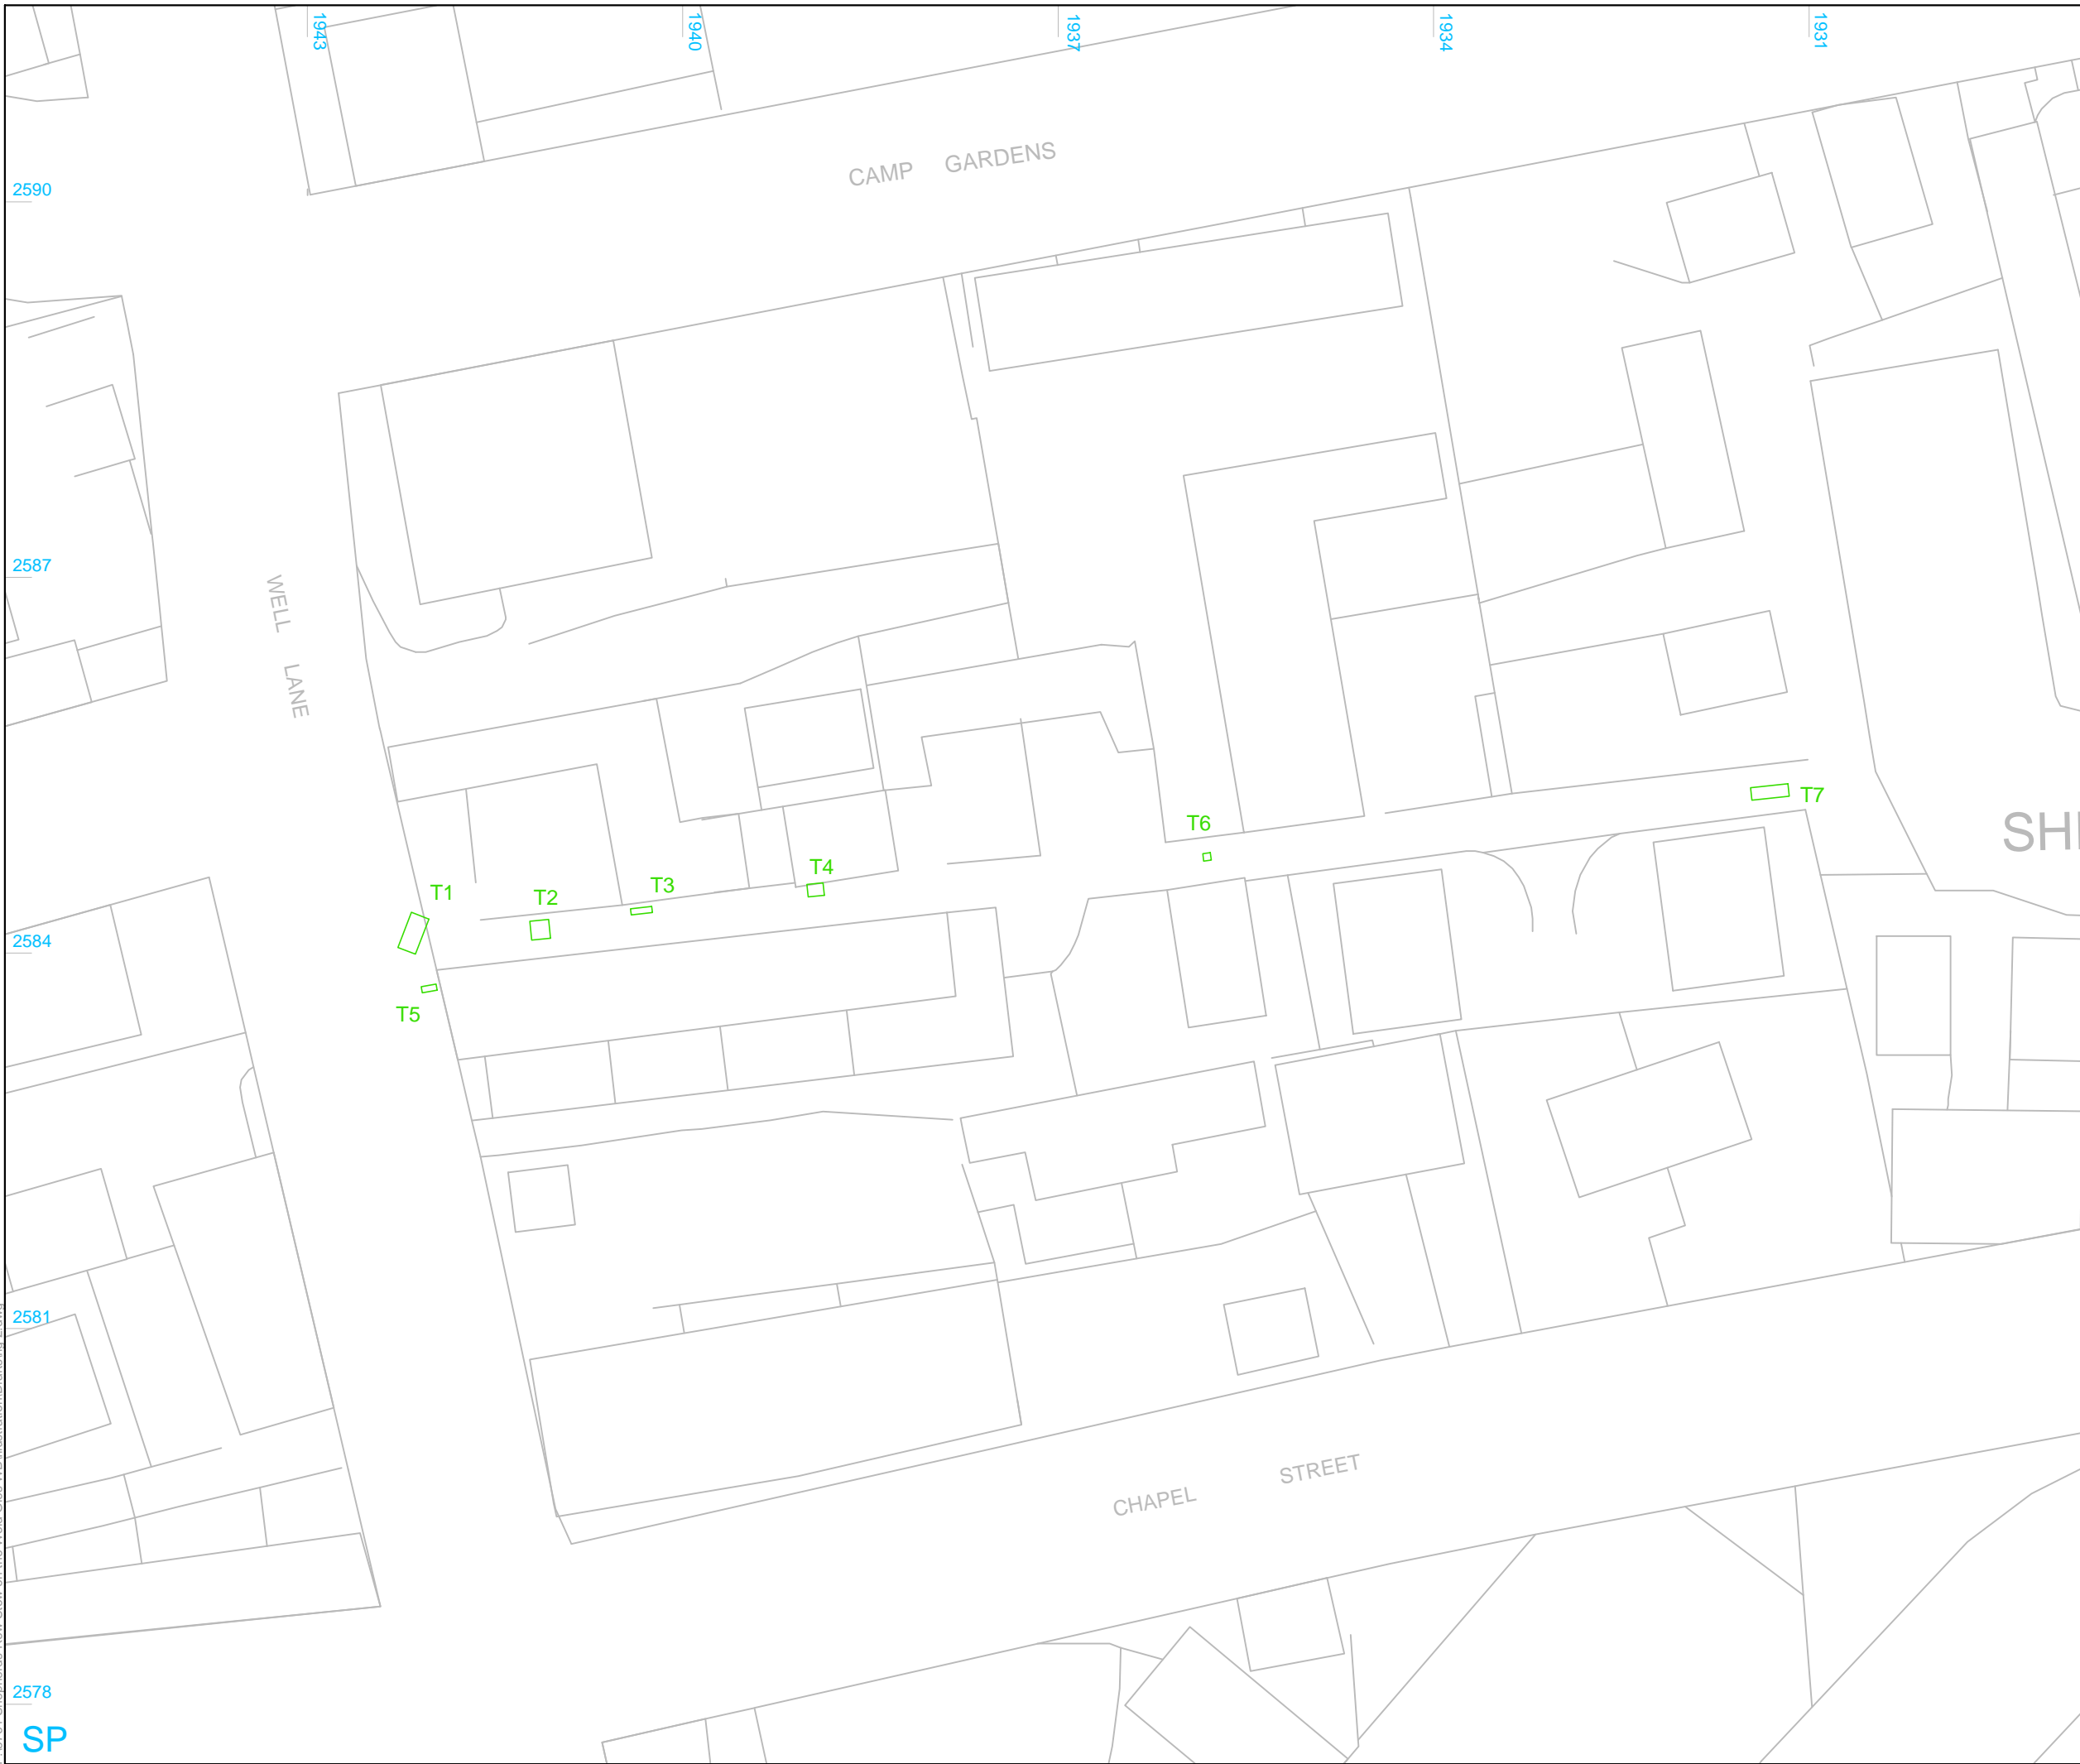 1943
1940
1937
1934
1931
CAMP GARDENS
2590
2587
WELL LANE
T7
T6
SH
T4
T3
T1
T2
2584
T5
2581
CHAPEL STREET
2578
SP